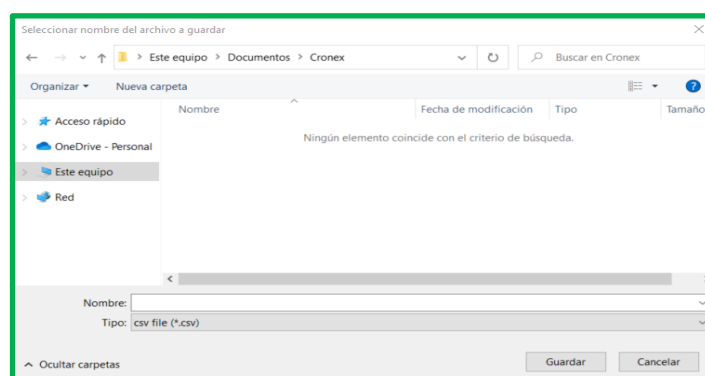 Seleccionar nombre del archivo a guardar
Este equipo > Documentos > Cronex
Buscar en Cronex
Organizar
Nueva carpeta
Nombre
Fecha de modificación
Tipo
Tamaño
Acceso rápido
Ningún elemento coincide con el criterio de búsqueda.
OneDrive - Personal
Este equipo
Red
Nombre:
Tipo: csv file (*.csv)
Ocultar carpetas
Guardar
Cancelar